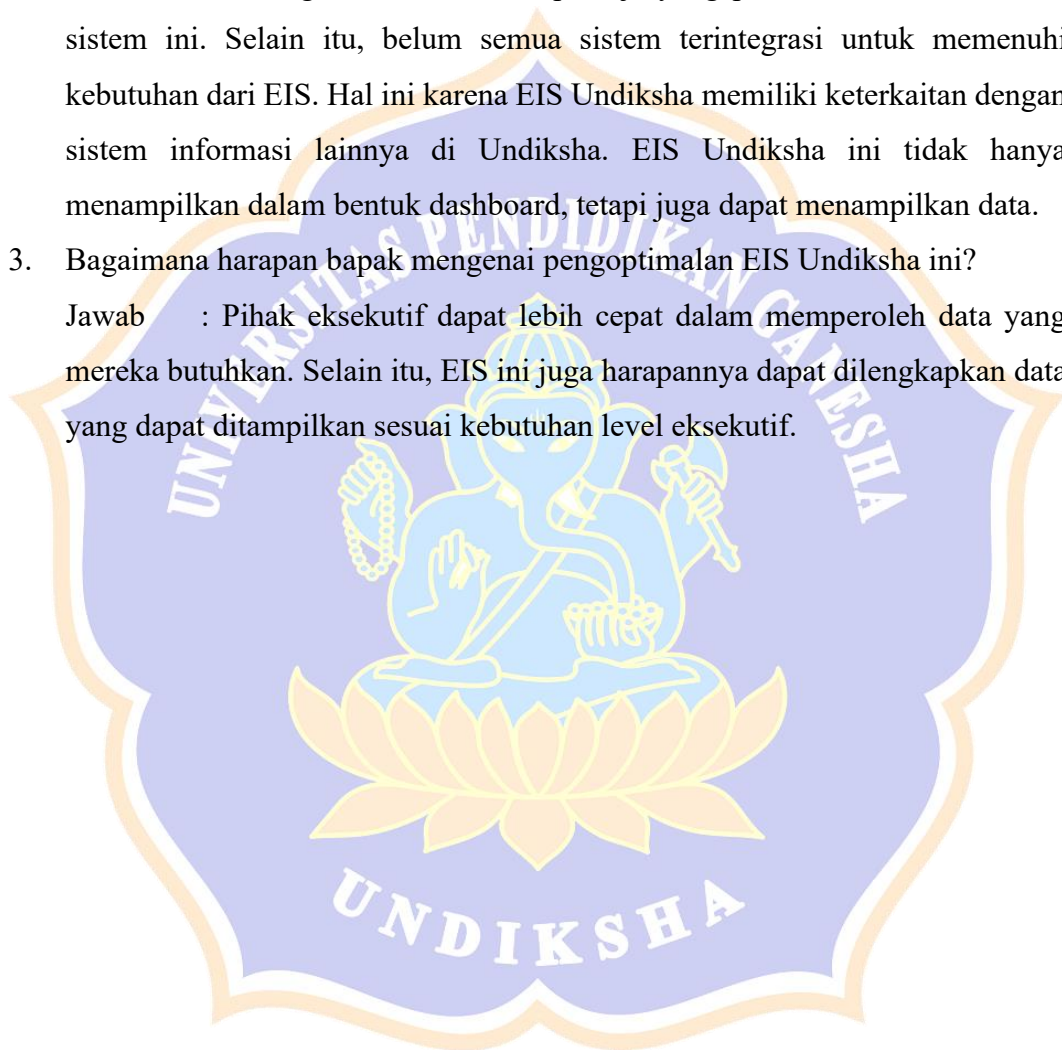 sistem ini. Selain itu, belum semua sistem terintegrasi untuk memenuhi
kebutuhan dari EIS. Hal ini karena EIS Undiksha memiliki keterkaitan dengan
sistem informasi lainnya di Undiksha. EIS Undiksha ini tidak hanya
menampilkan dalam bentuk dashboard, tetapi juga dapat menampilkan data.
3. Bagaimana harapan bapak mengenai pengoptimalan EIS Undiksha ini?
Jawab : Pihak eksekutif dapat lebih cepat dalam memperoleh data yang
mereka butuhkan. Selain itu, EIS ini juga harapannya dapat dilengkapkan data
yang dapat ditampilkan sesuai kebutuhan level eksekutif.
UNIVERSITAS PENDIDIKAN GANESHA
UNDIKSHA